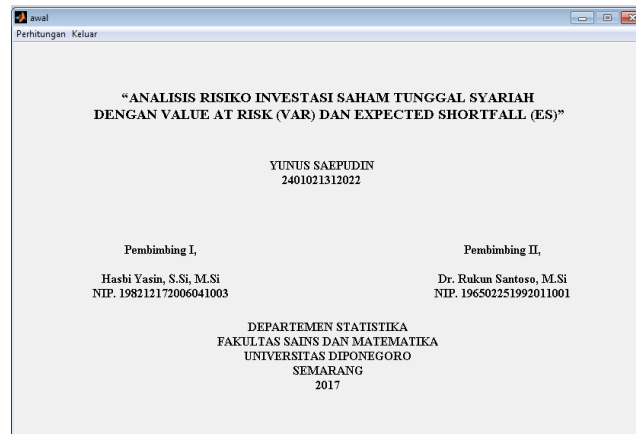 awal
Perhitungan Keluar
“ANALISIS RISIKO INVESTASI SAHAM TUNGGAL SYARIAH
DENGAN VALUE AT RISK (VAR) DAN EXPECTED SHORTFALL (ES)”
YUNUS SAEPUDIN
2401021312022
Pembimbing I,
Hasbi Yasin, S.Si, M.Si
NIP. 198212172006041003
Pembimbing II,
Dr. Rukun Santoso, M.Si
NIP. 196502251992011001
DEPARTEMEN STATISTIKA
FAKULTAS SAINS DAN MATEMATIKA
UNIVERSITAS DIPONEGORO
SEMARANG
2017